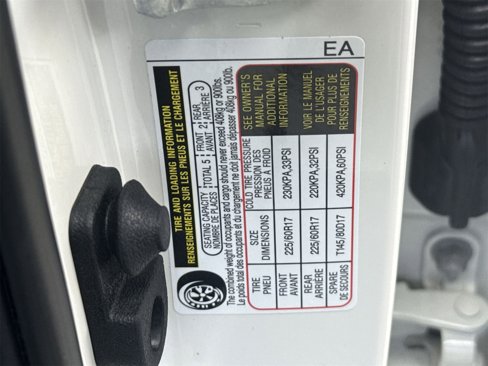 EA
TIRE AND LOADING INFORMATION
RENSEIGNEMENTS SUR LES PNEUS ET LE CHARGEMENT
SEATING CAPACITY TOTAL 5 FRONT 2 REAR 3
NOMBRE DE PLACES AVANT ARRIÈRE
The combined weight of occupants and cargo should never exceed 408kg or 900lbs.
Le poids total des occupants et du chargement ne doit jamais dépasser 408kg ou 900lb.
TIRE SIZE COLD TIRE PRESSURE
PNEU DIMENSIONS PRESSION DES PNEUS À FROID
FRONT 225/60R17 230KPA,33PSI
AVANT
REAR 225/60R17 220KPA,32PSI
ARRIÈRE
SPARE T145/80D17 420KPA,60PSI
DE SECOURS
SEE OWNER'S
MANUAL FOR
ADDITIONAL
INFORMATION
VOIR LE MANUEL
DE L'USAGER
POUR PLUS DE
RENSEIGNEMENTS